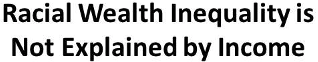 Racial Wealth Inequality is
Not Explained by Income